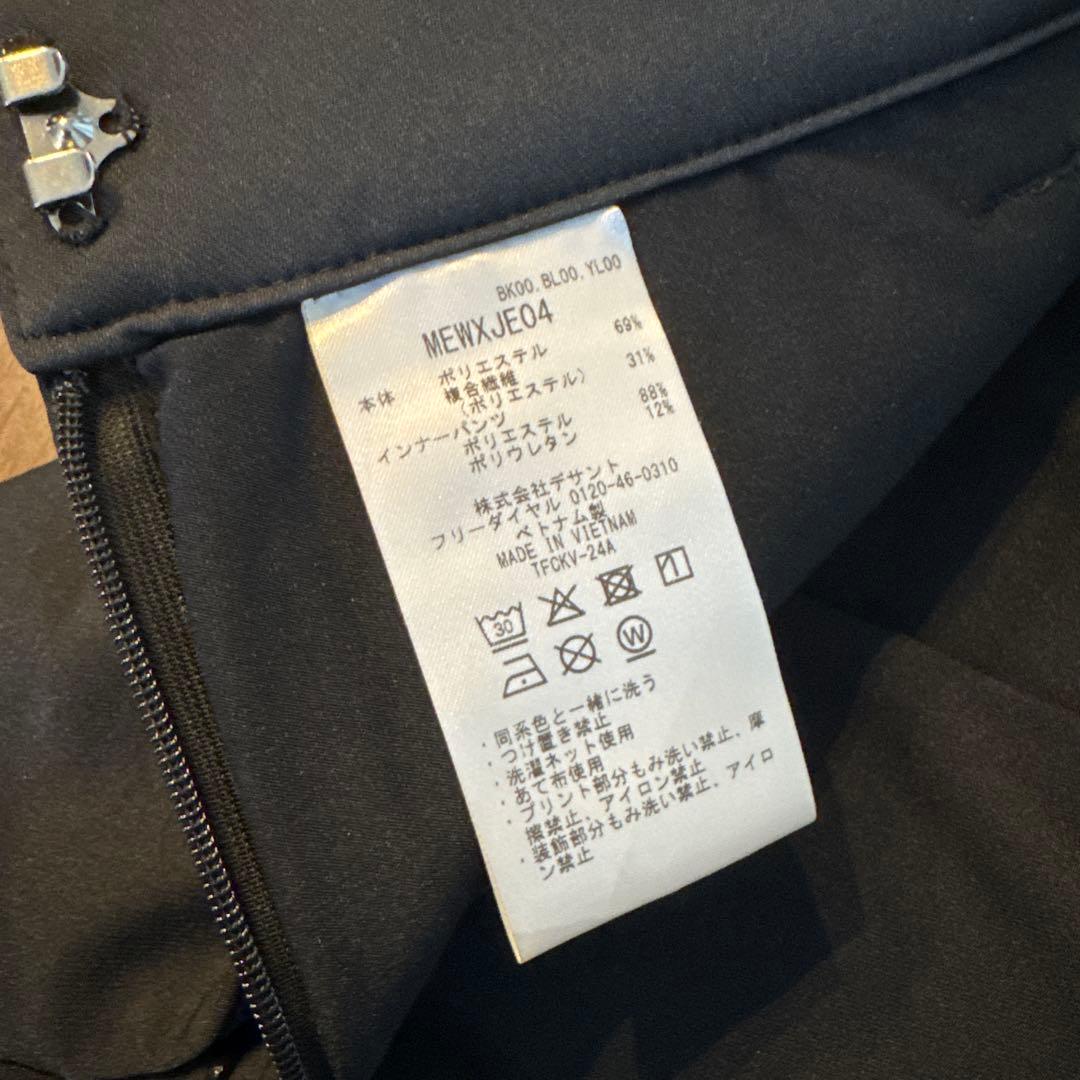 BK00, BL00, YL00
MEWXJE04
本体 ポリエステル 69%
複合繊維 31%
(ポリエステル)
インナーパンツ
ポリエステル 88%
ポリウレタン 12%
株式会社デサント
フリーダイヤル 0120-46-0310
ベトナム製
MADE IN VIETNAM
TFCKV-24A
30
W
・同系色と一緒に洗う
・つけ置き禁止
・洗濯ネット使用
・あて布使用
・プリント部分もみ洗い禁止、摩
擦禁止、アイロン禁止
・装飾部分もみ洗い禁止、アイロ
ン禁止